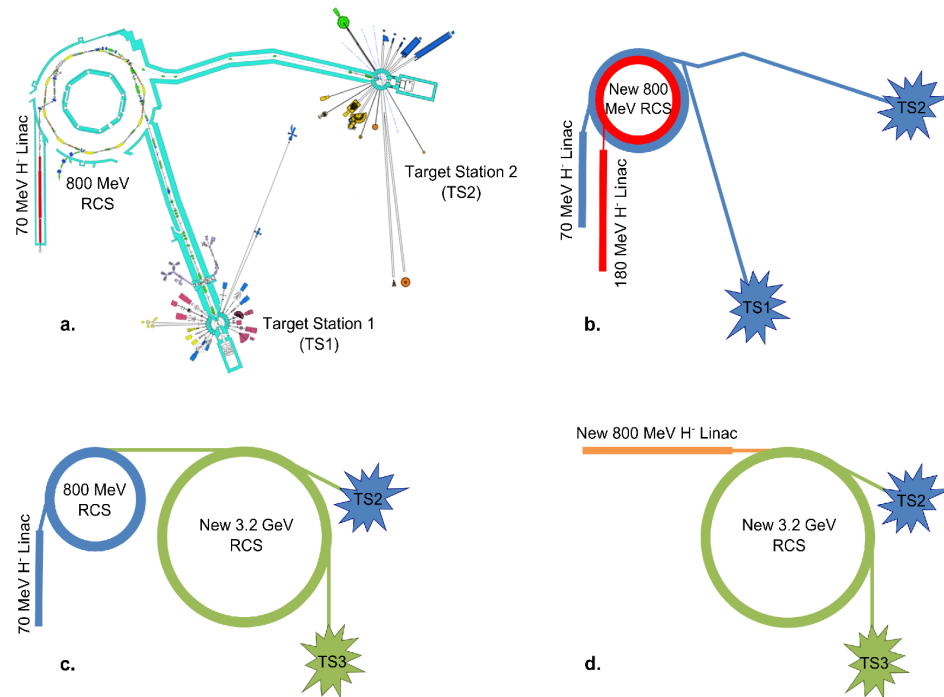 70 MeV H⁻ Linac
800 MeV
RCS
Target Station 2
(TS2)
Target Station 1
(TS1)
a.
New 800
MeV RCS
70 MeV H⁻ Linac
180 MeV H⁻ Linac
TS2
TS1
b.
800 MeV
RCS
70 MeV H⁻ Linac
New 3.2 GeV
RCS
TS2
TS3
c.
New 800 MeV H⁻ Linac
New 3.2 GeV
RCS
TS2
TS3
d.